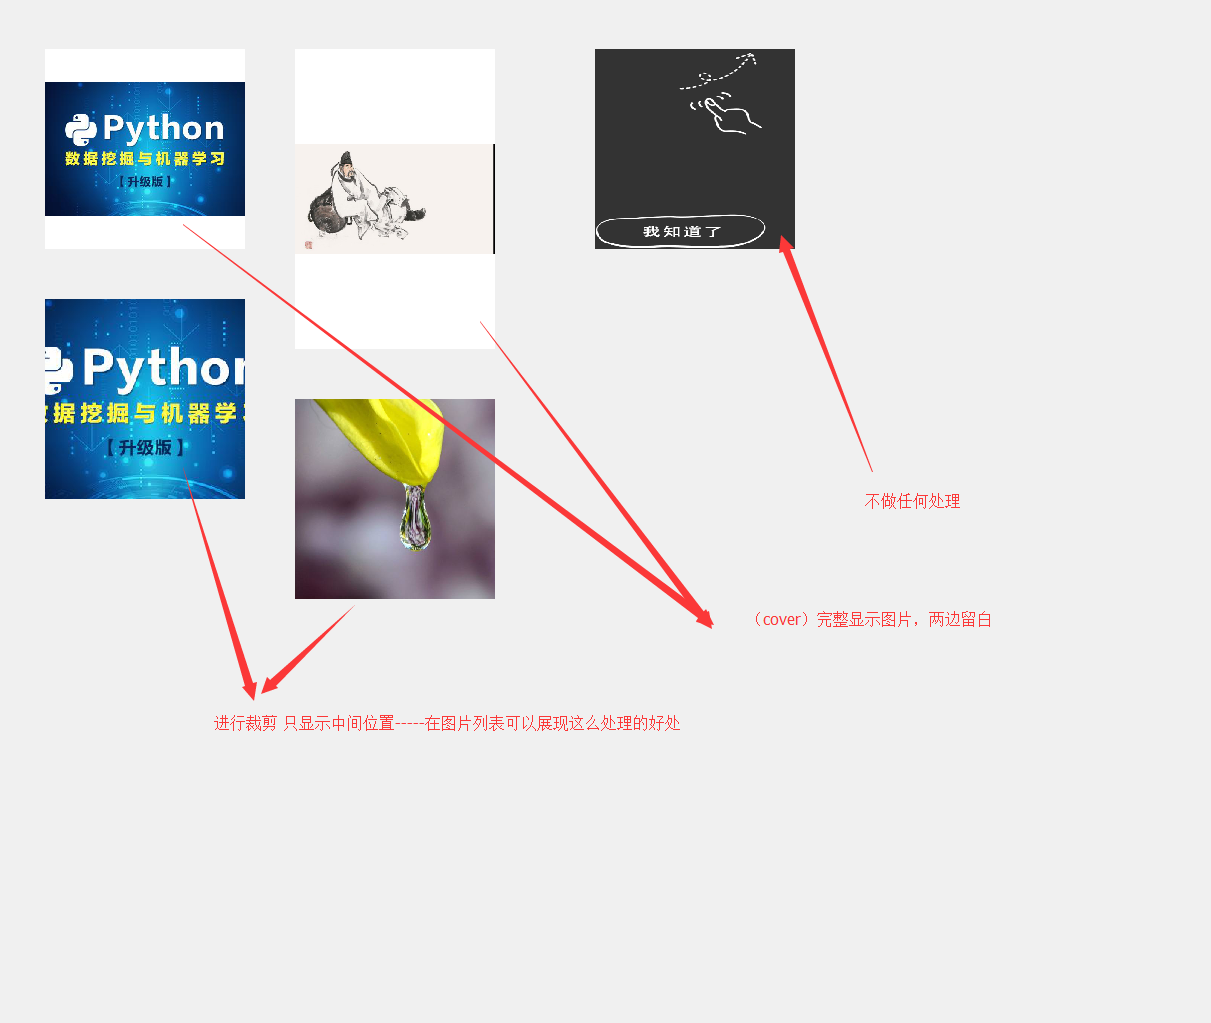 Python
数据挖掘与机器学习
【升级版】
我知道了
Python
数据挖掘与机器学习
【升级版】
不做任何处理
（cover）完整显示图片，两边留白
进行裁剪 只显示中间位置-----在图片列表可以展现这么处理的好处